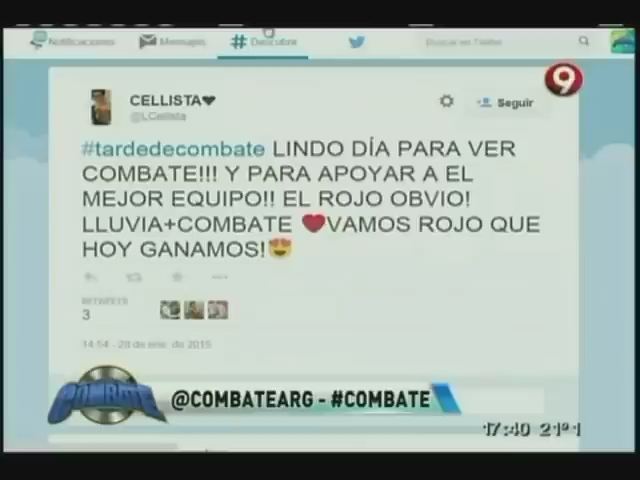 Notificaciones Mensajes # Descubre Buscar en Twitter
9
CELLISTA❤
@LCellista
Seguir
#tardedecombate LINDO DÍA PARA VER
COMBATE!!! Y PARA APOYAR A EL
MEJOR EQUIPO!! EL ROJO OBVIO!
LLUVIA+COMBATE ❤VAMOS ROJO QUE
HOY GANAMOS!😍
RETWEETS
3
14:54 - 28 ene. de 2015
COMBATE
@COMBATEARG - #COMBATE
17:40 21°1